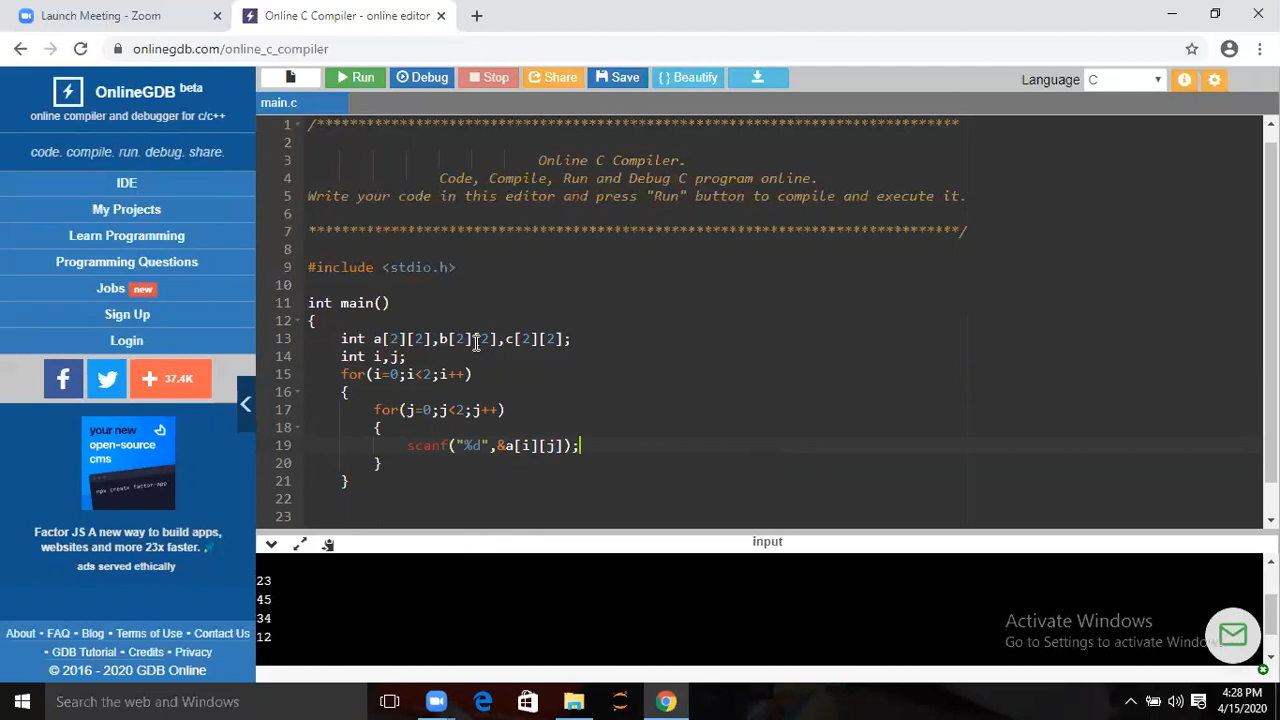 Launch Meeting - Zoom
Online C Compiler - online editor
onlinegdb.com/online_c_compiler
OnlineGDB beta
online compiler and debugger for c/c++
code. compile. run. debug. share.
IDE
My Projects
Learn Programming
Programming Questions
Jobs new
Sign Up
Login
37.4K
your new
open-source
cms
npx create factor-app
Factor JS A new way to build apps,
websites and more 23x faster.
ads served ethically
About • FAQ • Blog • Terms of Use • Contact Us
• GDB Tutorial • Credits • Privacy
© 2016 - 2020 GDB Online
Run Debug Stop Share Save { } Beautify
Language C
main.c
1 /******************************************************************************
2
3 Online C Compiler.
4 Code, Compile, Run and Debug C program online.
5 Write your code in this editor and press "Run" button to compile and execute it.
6
7 *******************************************************************************/
8
9 #include <stdio.h>
10
11 int main()
12 {
13 int a[2][2],b[2][2],c[2][2];
14 int i,j;
15 for(i=0;i<2;i++)
16 {
17 for(j=0;j<2;j++)
18 {
19 scanf("%d",&a[i][j]);
20 }
21 }
22
23
input
23
45
34
12
Activate Windows
Go to Settings to activate Windows
Search the web and Windows
4:28 PM
4/15/2020